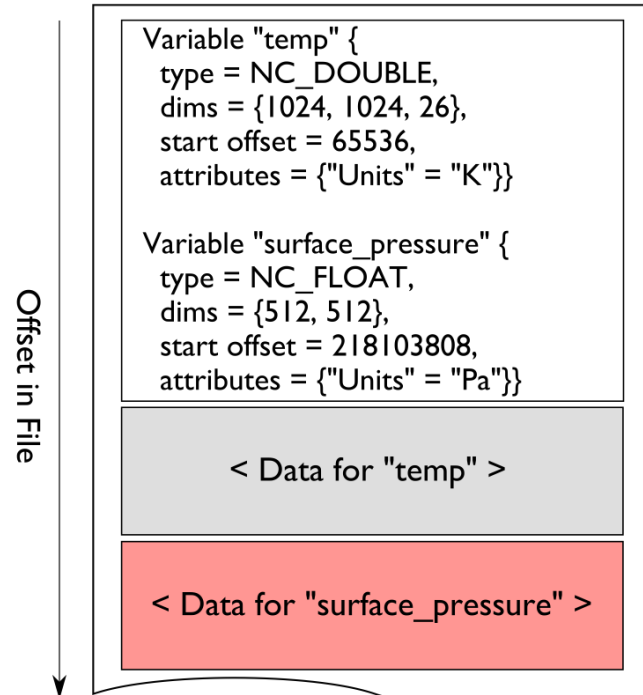 Variable "temp" {
type = NC_DOUBLE,
dims = {1024, 1024, 26},
start offset = 65536,
attributes = {"Units" = "K"}}
Variable "surface_pressure" {
type = NC_FLOAT,
dims = {512, 512},
start offset = 218103808,
attributes = {"Units" = "Pa"}}
< Data for "temp" >
< Data for "surface_pressure" >
Offset in File